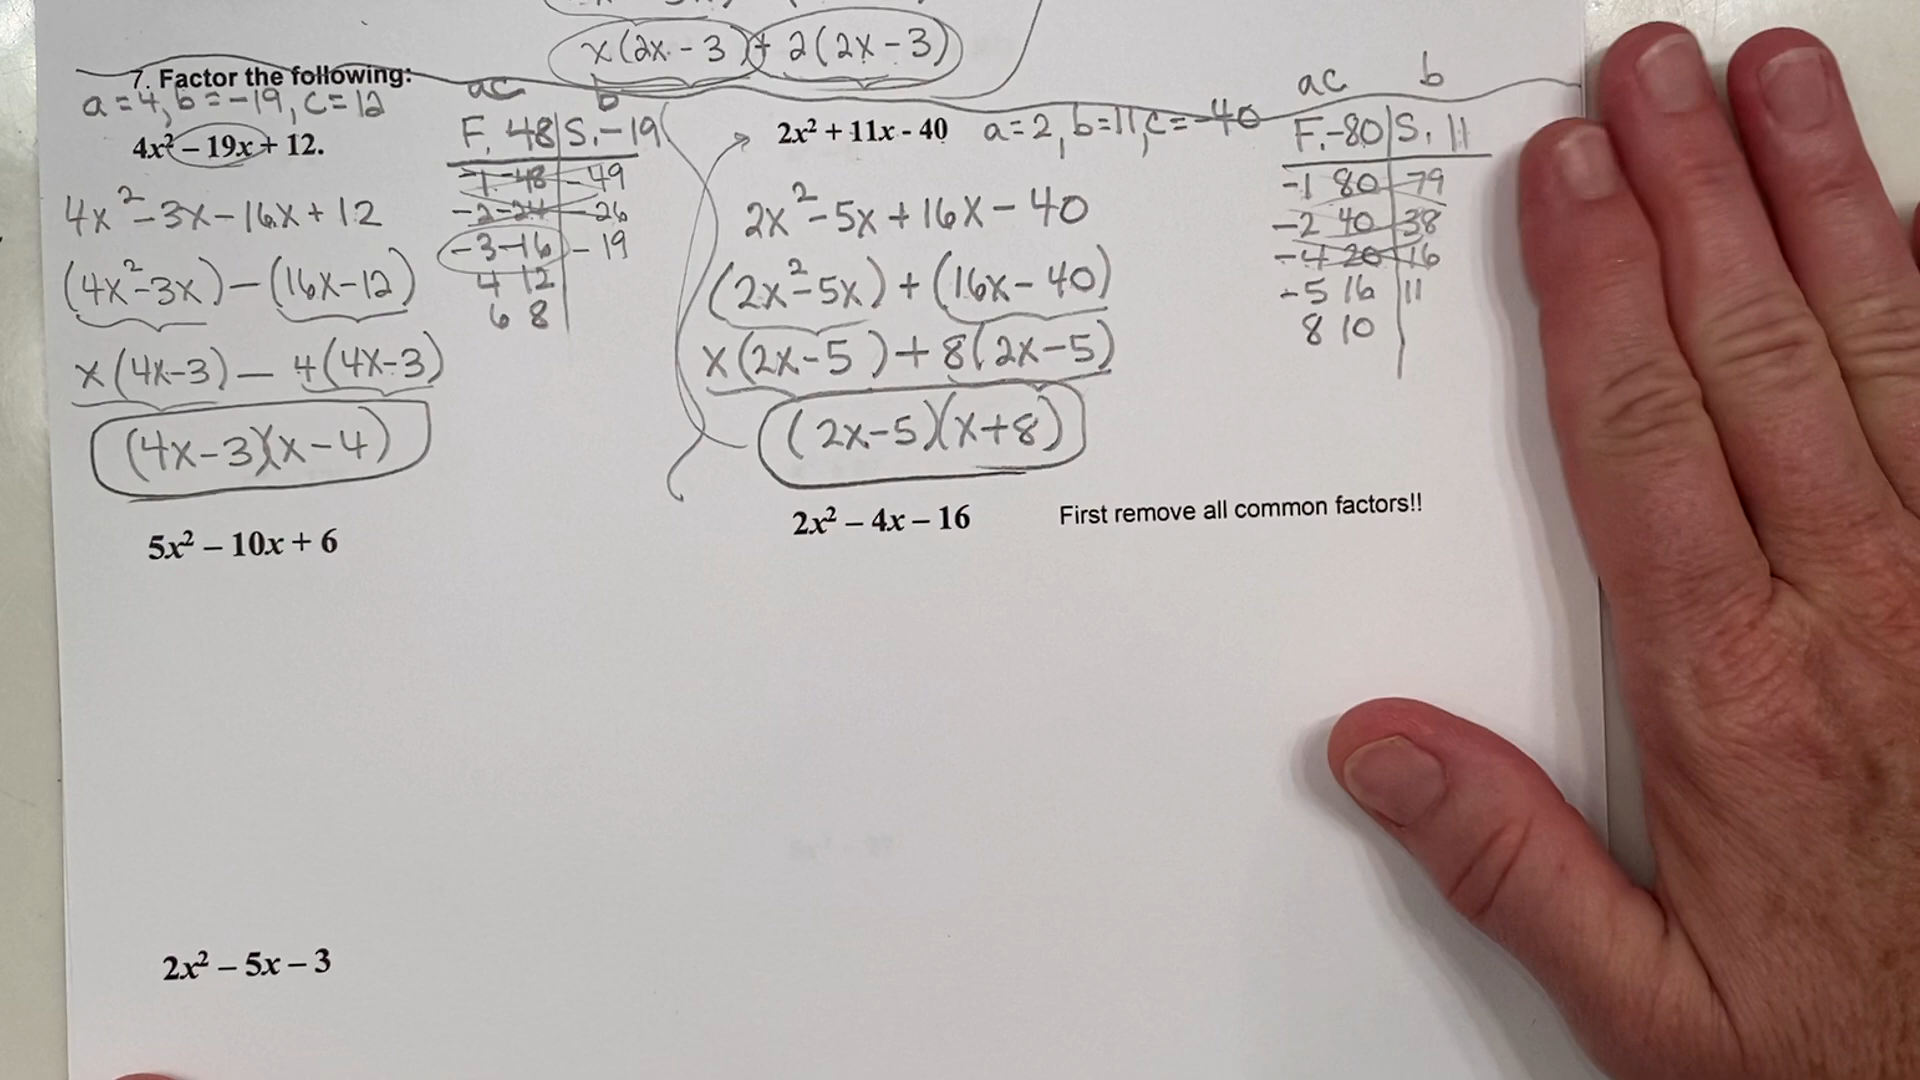 x(2x - 3) + 2(2x - 3)
7. Factor the following:
a = 4, b = -19, c = 12
4x² – 19x + 12.
ac b
F. 48 | S. -19
-1 -48 | -49
-2 -24 | -26
-3 -16 | -19
4 12
6 8
4x² - 3x - 16x + 12
(4x² - 3x) - (16x - 12)
x(4x - 3) - 4(4x - 3)
(4x - 3)(x - 4)
2x² + 11x - 40 a = 2, b = 11, c = -40
ac b
F. -80 | S. 11
-1 80 | 79
-2 40 | 38
-4 20 | 16
-5 16 | 11
8 10
2x² - 5x + 16x - 40
(2x² - 5x) + (16x - 40)
x(2x - 5) + 8(2x - 5)
(2x - 5)(x + 8)
5x² – 10x + 6
2x² – 4x – 16 First remove all common factors!!
2x² – 5x – 3